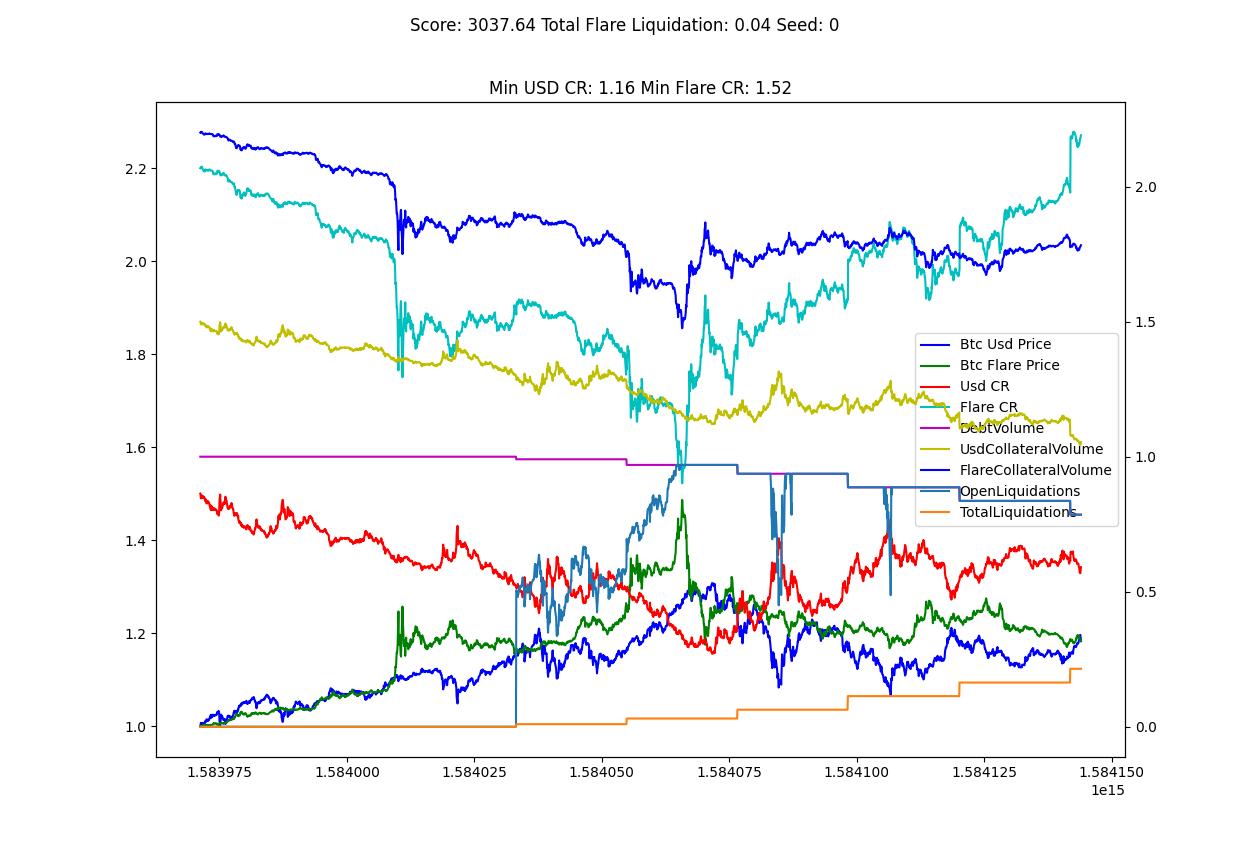 Score: 3037.64 Total Flare Liquidation: 0.04 Seed: 0
Min USD CR: 1.16 Min Flare CR: 1.52
2.2
2.0
1.8
1.6
1.4
1.2
1.0
2.0
1.5
1.0
0.5
0.0
Btc Usd Price
Btc Flare Price
Usd CR
Flare CR
DebtVolume
UsdCollateralVolume
FlareCollateralVolume
OpenLiquidations
TotalLiquidations
1.583975 1.584000 1.584025 1.584050 1.584075 1.584100 1.584125 1.584150
1e15